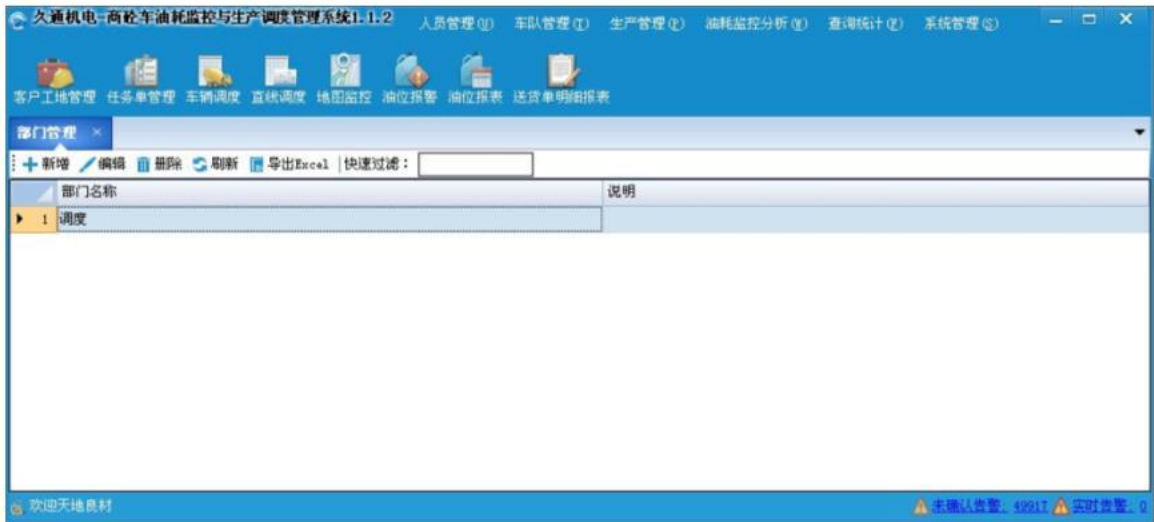 久通机电-商砼车油耗监控与生产调度管理系统1.1.2 人员管理(U) 车队管理(T) 生产管理(P) 油耗监控分析(W) 查询统计(F) 系统管理(S)
客户工地管理 任务单管理 车辆调度 直线调度 地图监控 油位报警 油位报表 送货单明细报表
部门管理
新增 编辑 删除 刷新 导出Excel 快速过滤：
部门名称 说明
1 调度
欢迎天地良材 未确认告警: 49917 实时告警: 0